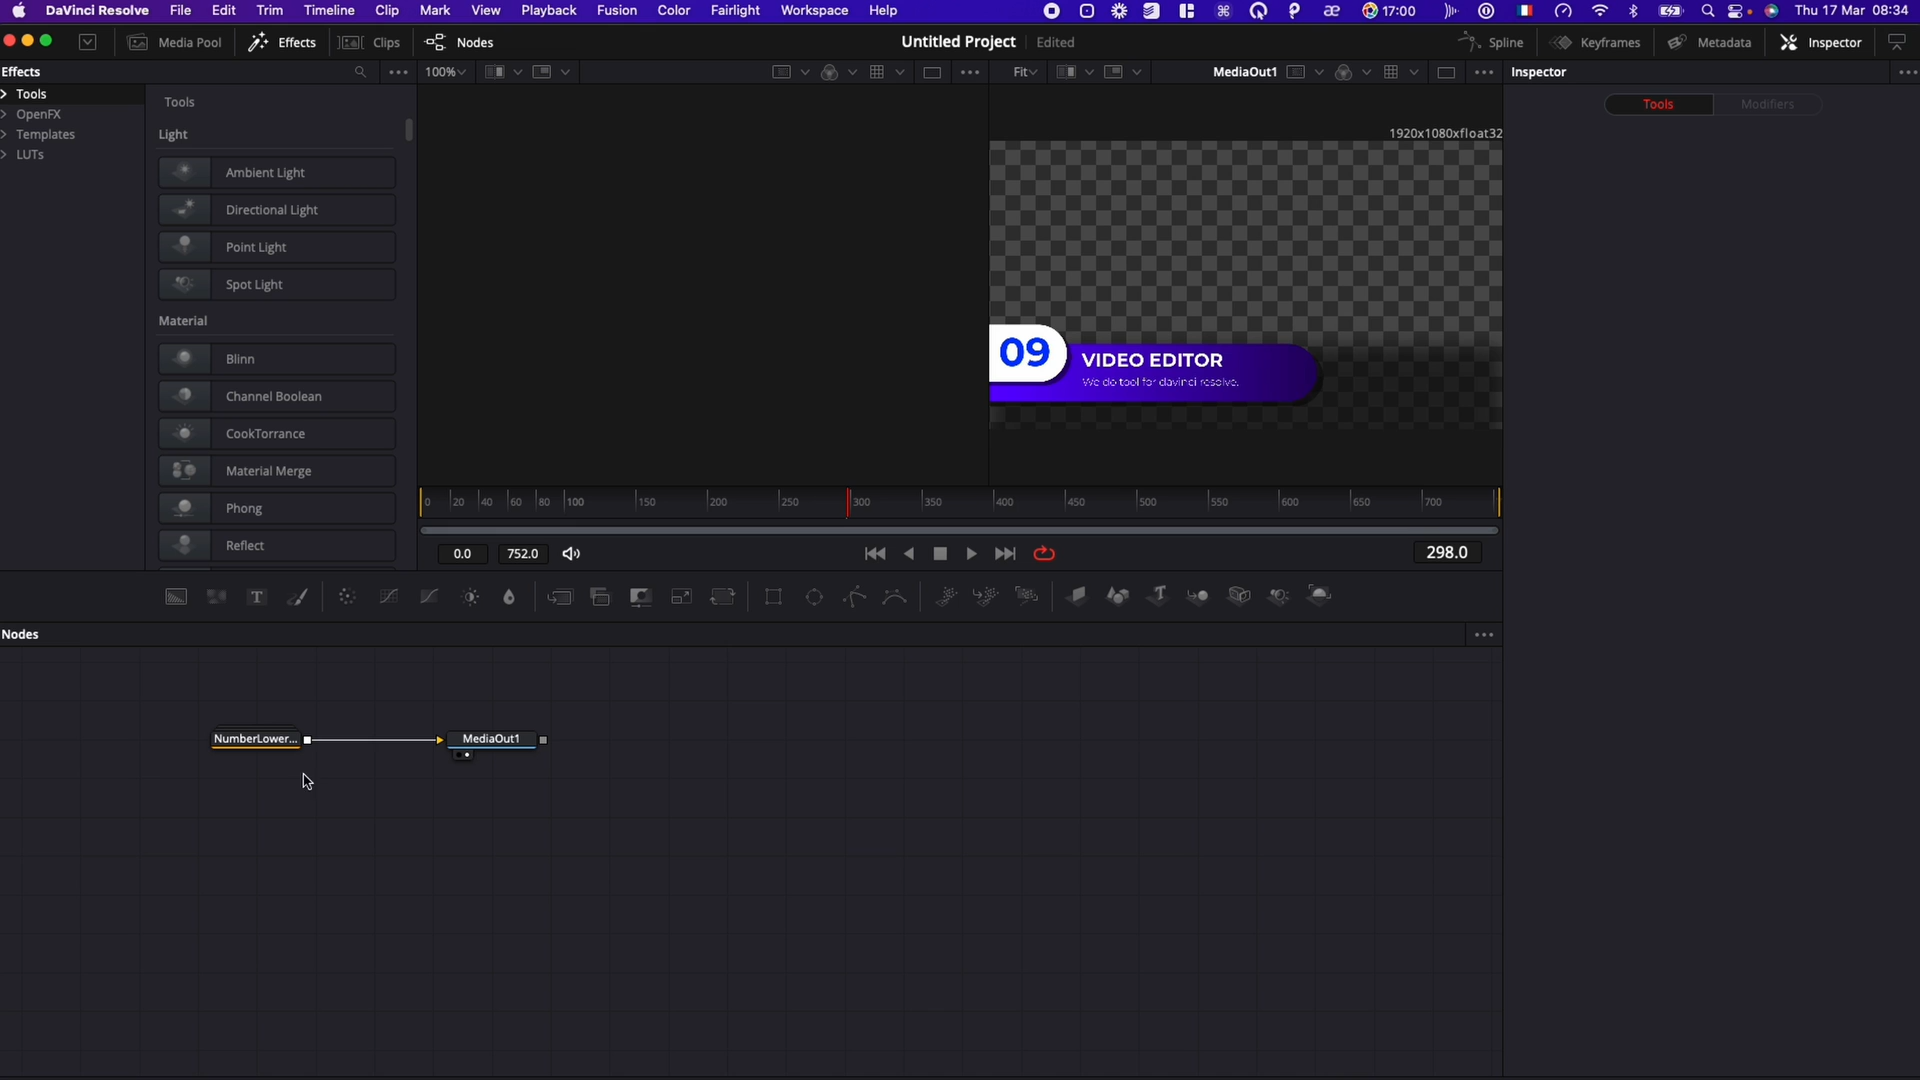 DaVinci Resolve File Edit Trim Timeline Clip Mark View Playback Fusion Color Fairlight Workspace Help 17:00 Thu 17 Mar 08:34
Media Pool Effects Clips Nodes Untitled Project Edited Spline Keyframes Metadata Inspector
Effects 100% Fit MediaOut1 Inspector
Tools
OpenFX
Templates
LUTs
Tools
Light
Ambient Light
Directional Light
Point Light
Spot Light
Material
Blinn
Channel Boolean
CookTorrance
Material Merge
Phong
Reflect
1920x1080xfloat32
09
VIDEO EDITOR
We do tool for davinci resolve.
Tools Modifiers
0 20 40 60 80 100 150 200 250 300 350 400 450 500 550 600 650 700
0.0 752.0 298.0
Nodes
NumberLower... MediaOut1